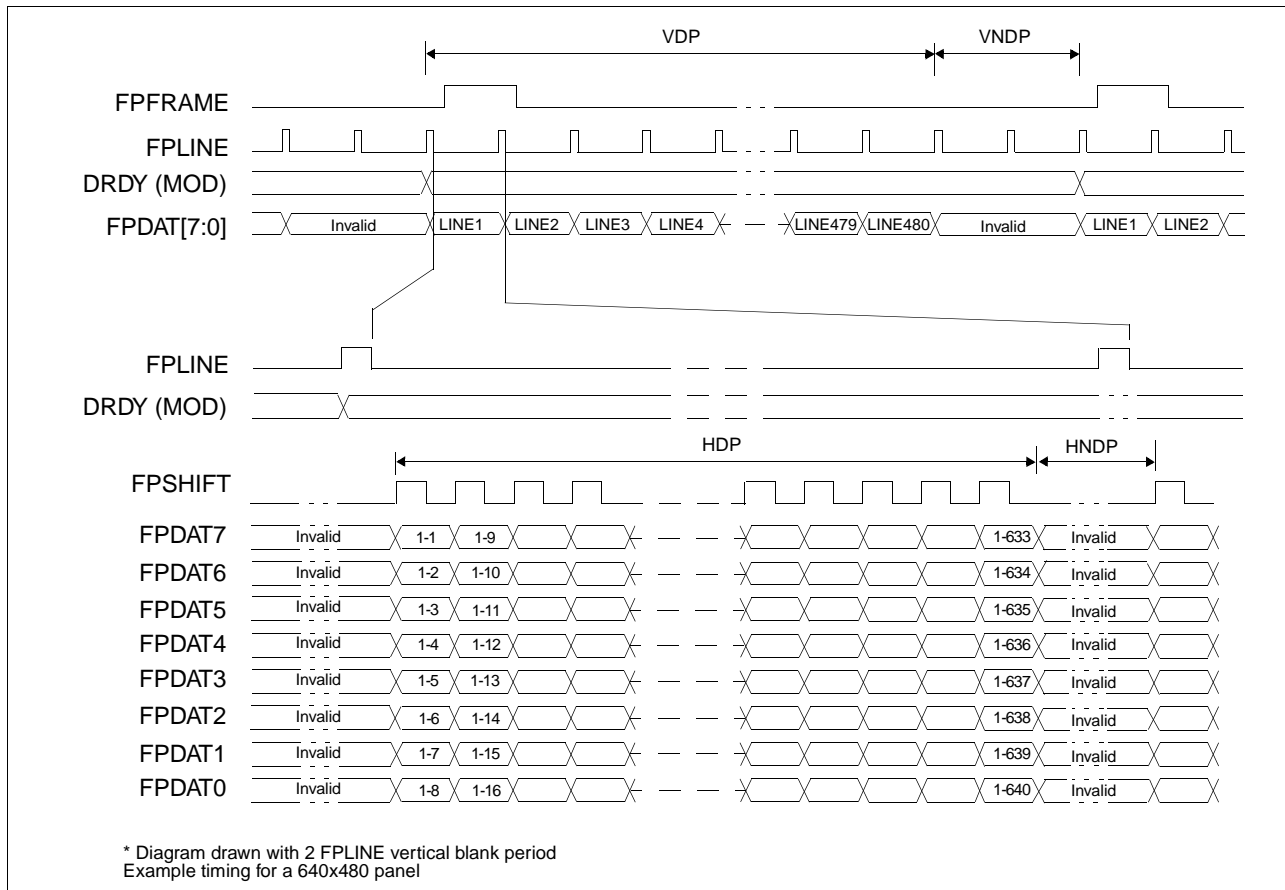 VDP VNDP
FPFRAME
FPLINE
DRDY (MOD)
FPDAT[7:0] Invalid LINE1 LINE2 LINE3 LINE4 LINE479 LINE480 Invalid LINE1 LINE2
FPLINE
DRDY (MOD)
HDP HNDP
FPSHIFT
FPDAT7 Invalid 1-1 1-9 1-633 Invalid
FPDAT6 Invalid 1-2 1-10 1-634 Invalid
FPDAT5 Invalid 1-3 1-11 1-635 Invalid
FPDAT4 Invalid 1-4 1-12 1-636 Invalid
FPDAT3 Invalid 1-5 1-13 1-637 Invalid
FPDAT2 Invalid 1-6 1-14 1-638 Invalid
FPDAT1 Invalid 1-7 1-15 1-639 Invalid
FPDAT0 Invalid 1-8 1-16 1-640 Invalid
* Diagram drawn with 2 FPLINE vertical blank period
Example timing for a 640x480 panel